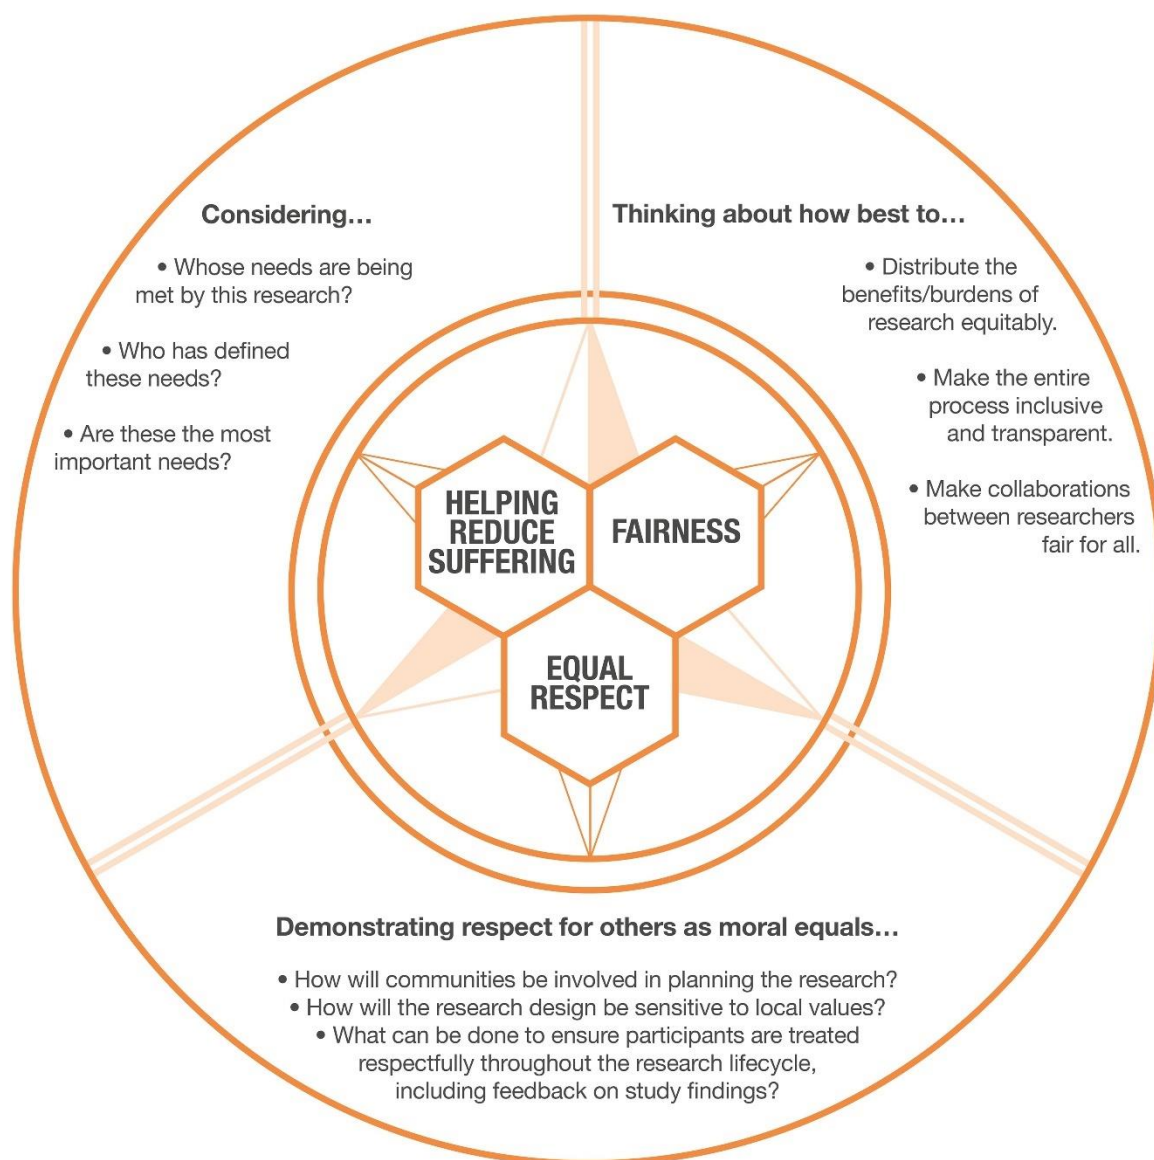 Considering...
• Whose needs are being
met by this research?
• Who has defined
these needs?
• Are these the most
important needs?
Thinking about how best to...
• Distribute the
benefits/burdens of
research equitably.
• Make the entire
process inclusive
and transparent.
• Make collaborations
between researchers
fair for all.
HELPING
REDUCE
SUFFERING
FAIRNESS
EQUAL
RESPECT
Demonstrating respect for others as moral equals...
• How will communities be involved in planning the research?
• How will the research design be sensitive to local values?
• What can be done to ensure participants are treated
respectfully throughout the research lifecycle,
including feedback on study findings?